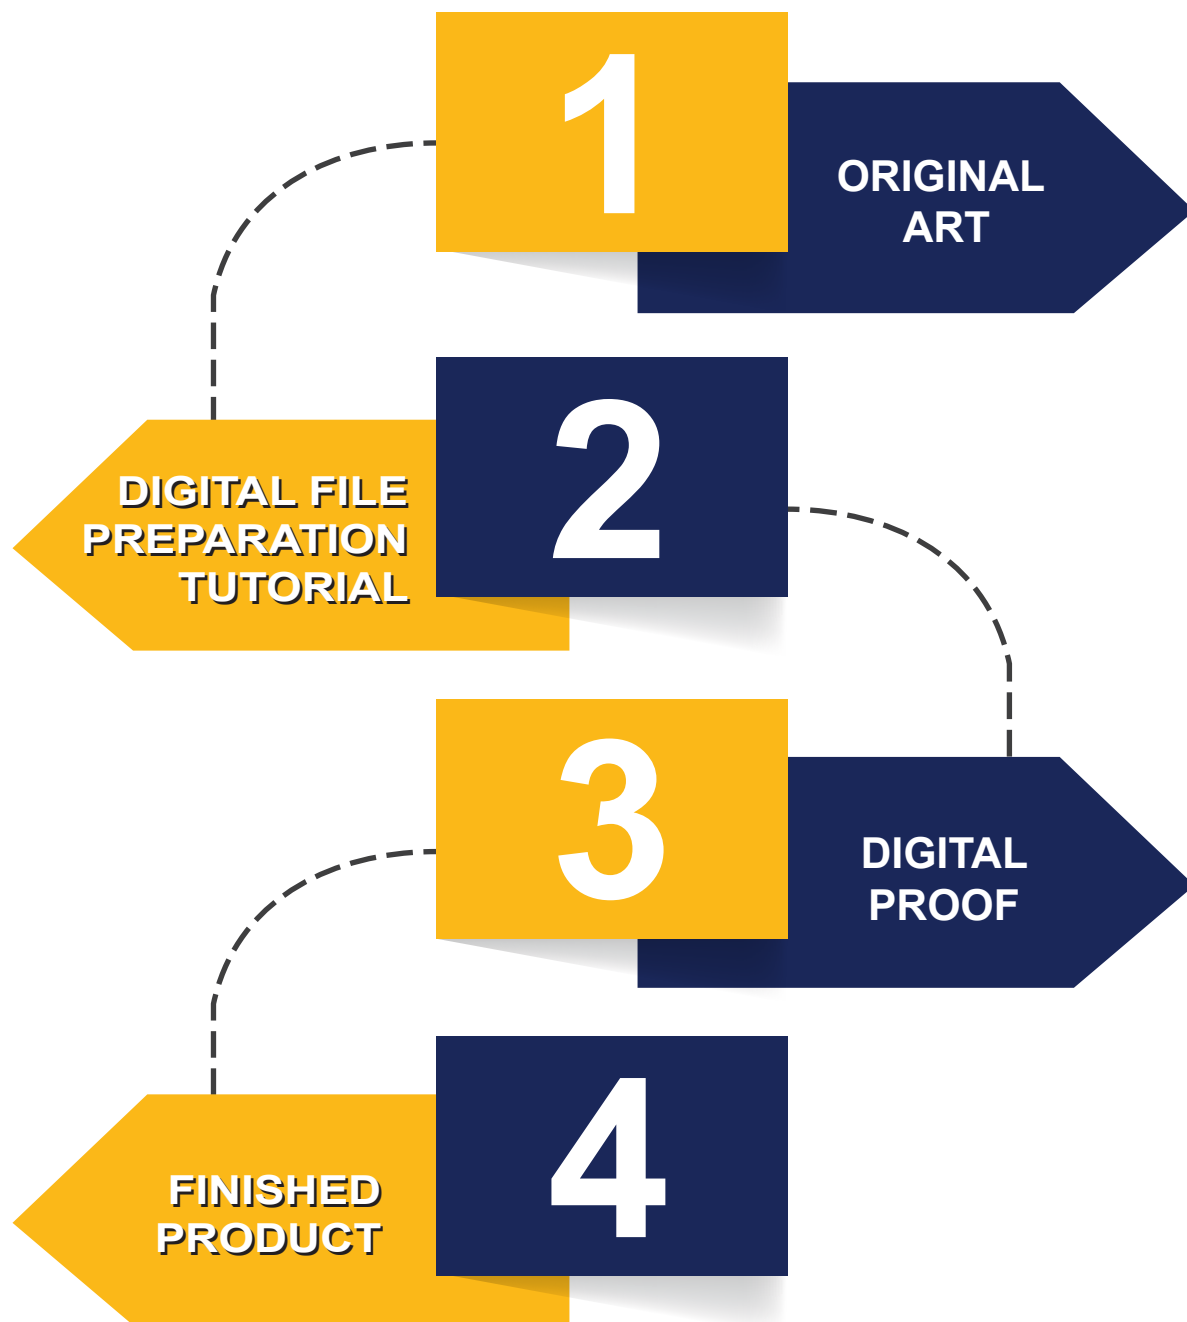 1
ORIGINAL
ART
2
DIGITAL FILE
PREPARATION
TUTORIAL
3
DIGITAL
PROOF
4
FINISHED
PRODUCT